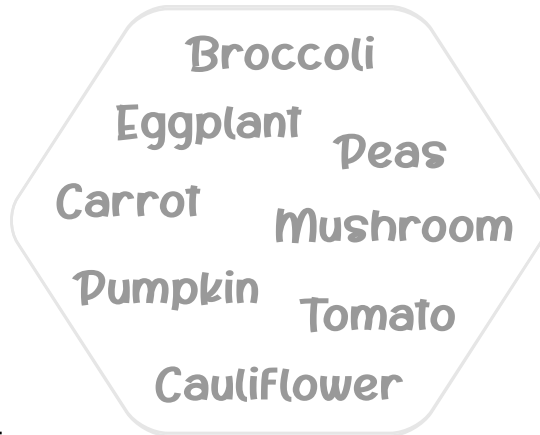 Broccoli
Eggplant
Peas
Carrot
Mushroom
Pumpkin
Tomato
Cauliflower